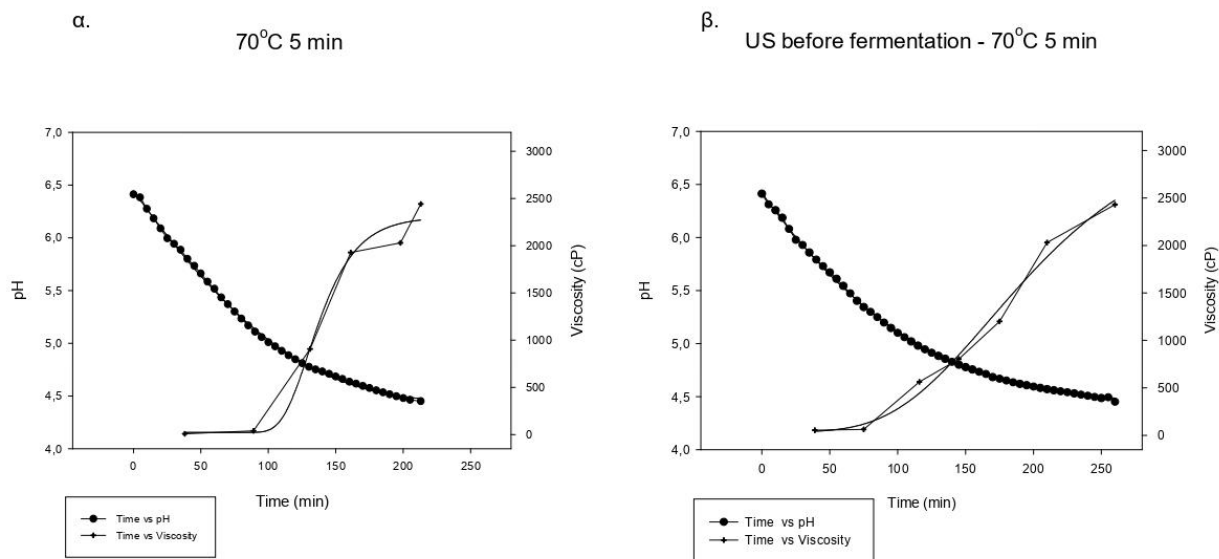 α.
70°C 5 min
7,0
6,5
6,0
5,5
5,0
4,5
4,0
pH
3000
2500
2000
1500
1000
500
0
Viscosity (cP)
0 50 100 150 200
Time (min)
Time vs pH
Time vs Viscosity
β.
US before fermentation - 70°C 5 min
7,0
6,5
6,0
5,5
5,0
4,5
4,0
pH
3000
2500
2000
1500
1000
500
0
Viscosity (cP)
0 50 100 150 200 250
Time (min)
Time vs pH
Time vs Viscosity